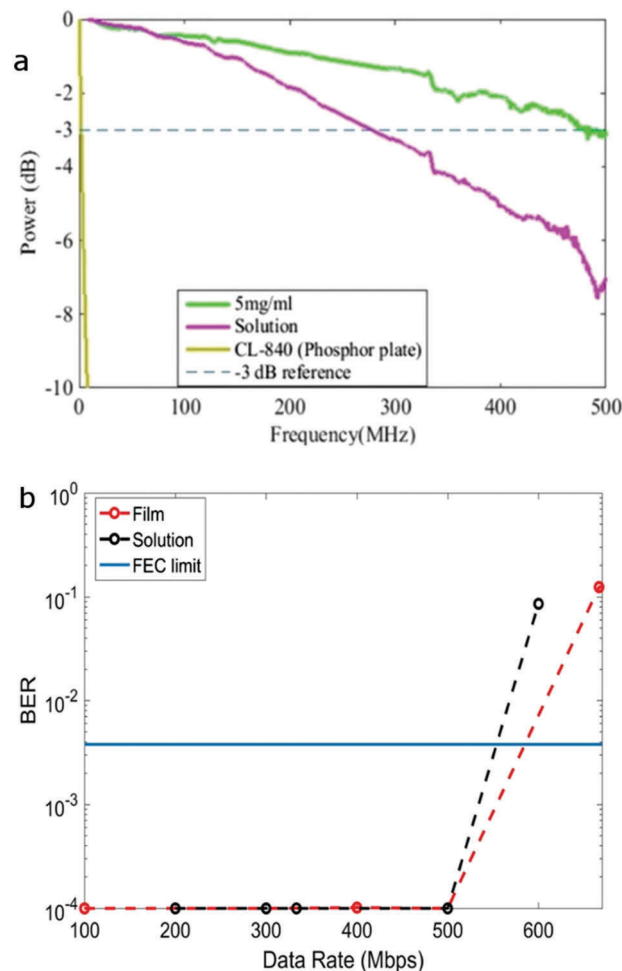 a
0
-2
-3
-4
-6
-8
-10
Power (dB)
5mg/ml
Solution
CL-840 (Phosphor plate)
-3 dB reference
0 100 200 300 400 500
Frequency(MHz)
b
10^0
10^-1
10^-2
10^-3
10^-4
BER
Film
Solution
FEC limit
100 200 300 400 500 600
Data Rate (Mbps)